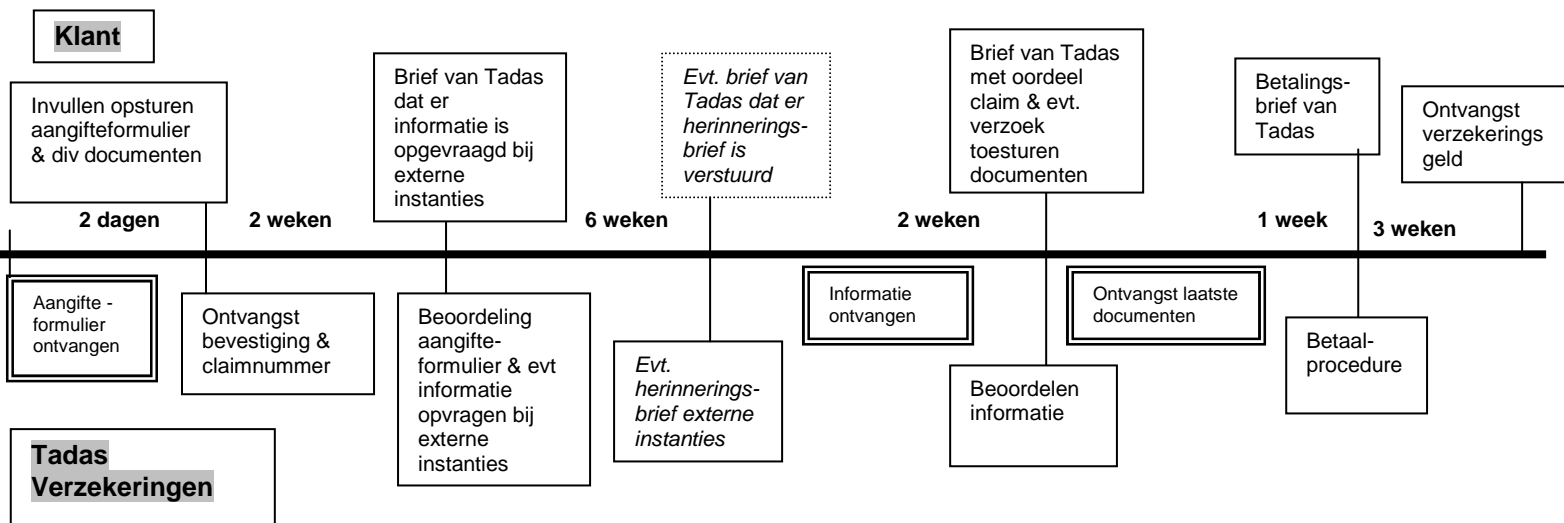 Klant
Invullen opsturen
aangifteformulier
& div documenten
Brief van Tadas
dat er
informatie is
opgevraagd bij
externe
instanties
Evt. brief van
Tadas dat er
herinnerings-
brief is
verstuurd
Brief van Tadas
met oordeel
claim & evt.
verzoek
toesturen
documenten
Betalings-
brief van
Tadas
Ontvangst
verzekerings
geld
2 dagen
2 weken
6 weken
2 weken
1 week
3 weken
Aangifte -
formulier
ontvangen
Ontvangst
bevestiging &
claimnummer
Beoordeling
aangifte-
formulier & evt
informatie
opvragen bij
externe
instanties
Evt.
herinnerings-
brief externe
instanties
Informatie
ontvangen
Beoordelen
informatie
Ontvangst laatste
documenten
Betaal-
procedure
Tadas
Verzekeringen